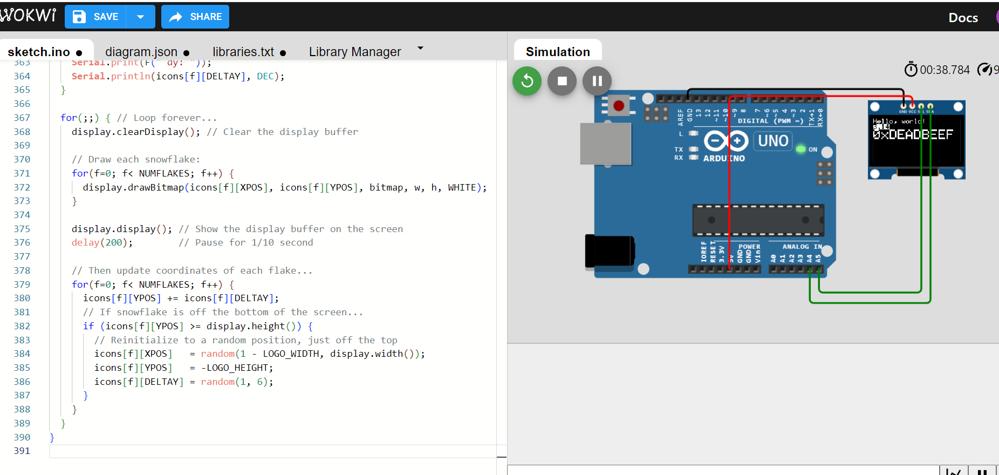 WOKWi
SAVE
SHARE
Docs
sketch.ino ●
diagram.json ●
libraries.txt ●
Library Manager
Simulation
363 Serial.print(F(" dy: "));
364 Serial.println(icons[f][DELTAY], DEC);
365 }
366
367 for(;;) { // Loop forever...
368 display.clearDisplay(); // Clear the display buffer
369
370 // Draw each snowflake:
371 for(f=0; f< NUMFLAKES; f++) {
372 display.drawBitmap(icons[f][XPOS], icons[f][YPOS], bitmap, w, h, WHITE);
373 }
374
375 display.display(); // Show the display buffer on the screen
376 delay(200); // Pause for 1/10 second
377
378 // Then update coordinates of each flake...
379 for(f=0; f< NUMFLAKES; f++) {
380 icons[f][YPOS] += icons[f][DELTAY];
381 // If snowflake is off the bottom of the screen...
382 if (icons[f][YPOS] >= display.height()) {
383 // Reinitialize to a random position, just off the top
384 icons[f][XPOS] = random(1 - LOGO_WIDTH, display.width());
385 icons[f][YPOS] = -LOGO_HEIGHT;
386 icons[f][DELTAY] = random(1, 6);
387 }
388 }
389 }
390 }
391
00:38.784
9
AREF
GND
13
12
~11
~10
~9
8
7
~6
~5
4
~3
2
TX→1
RX←0
DIGITAL (PWM ~)
L
TX
RX
ARDUINO
UNO
ON
IOREF
RESET
3.3V
5V
GND
GND
Vin
POWER
ANALOG IN
A0
A1
A2
A3
A4
A5
GND VCC SCL SDA
Hello, world!
3.14
0xDEADBEEF